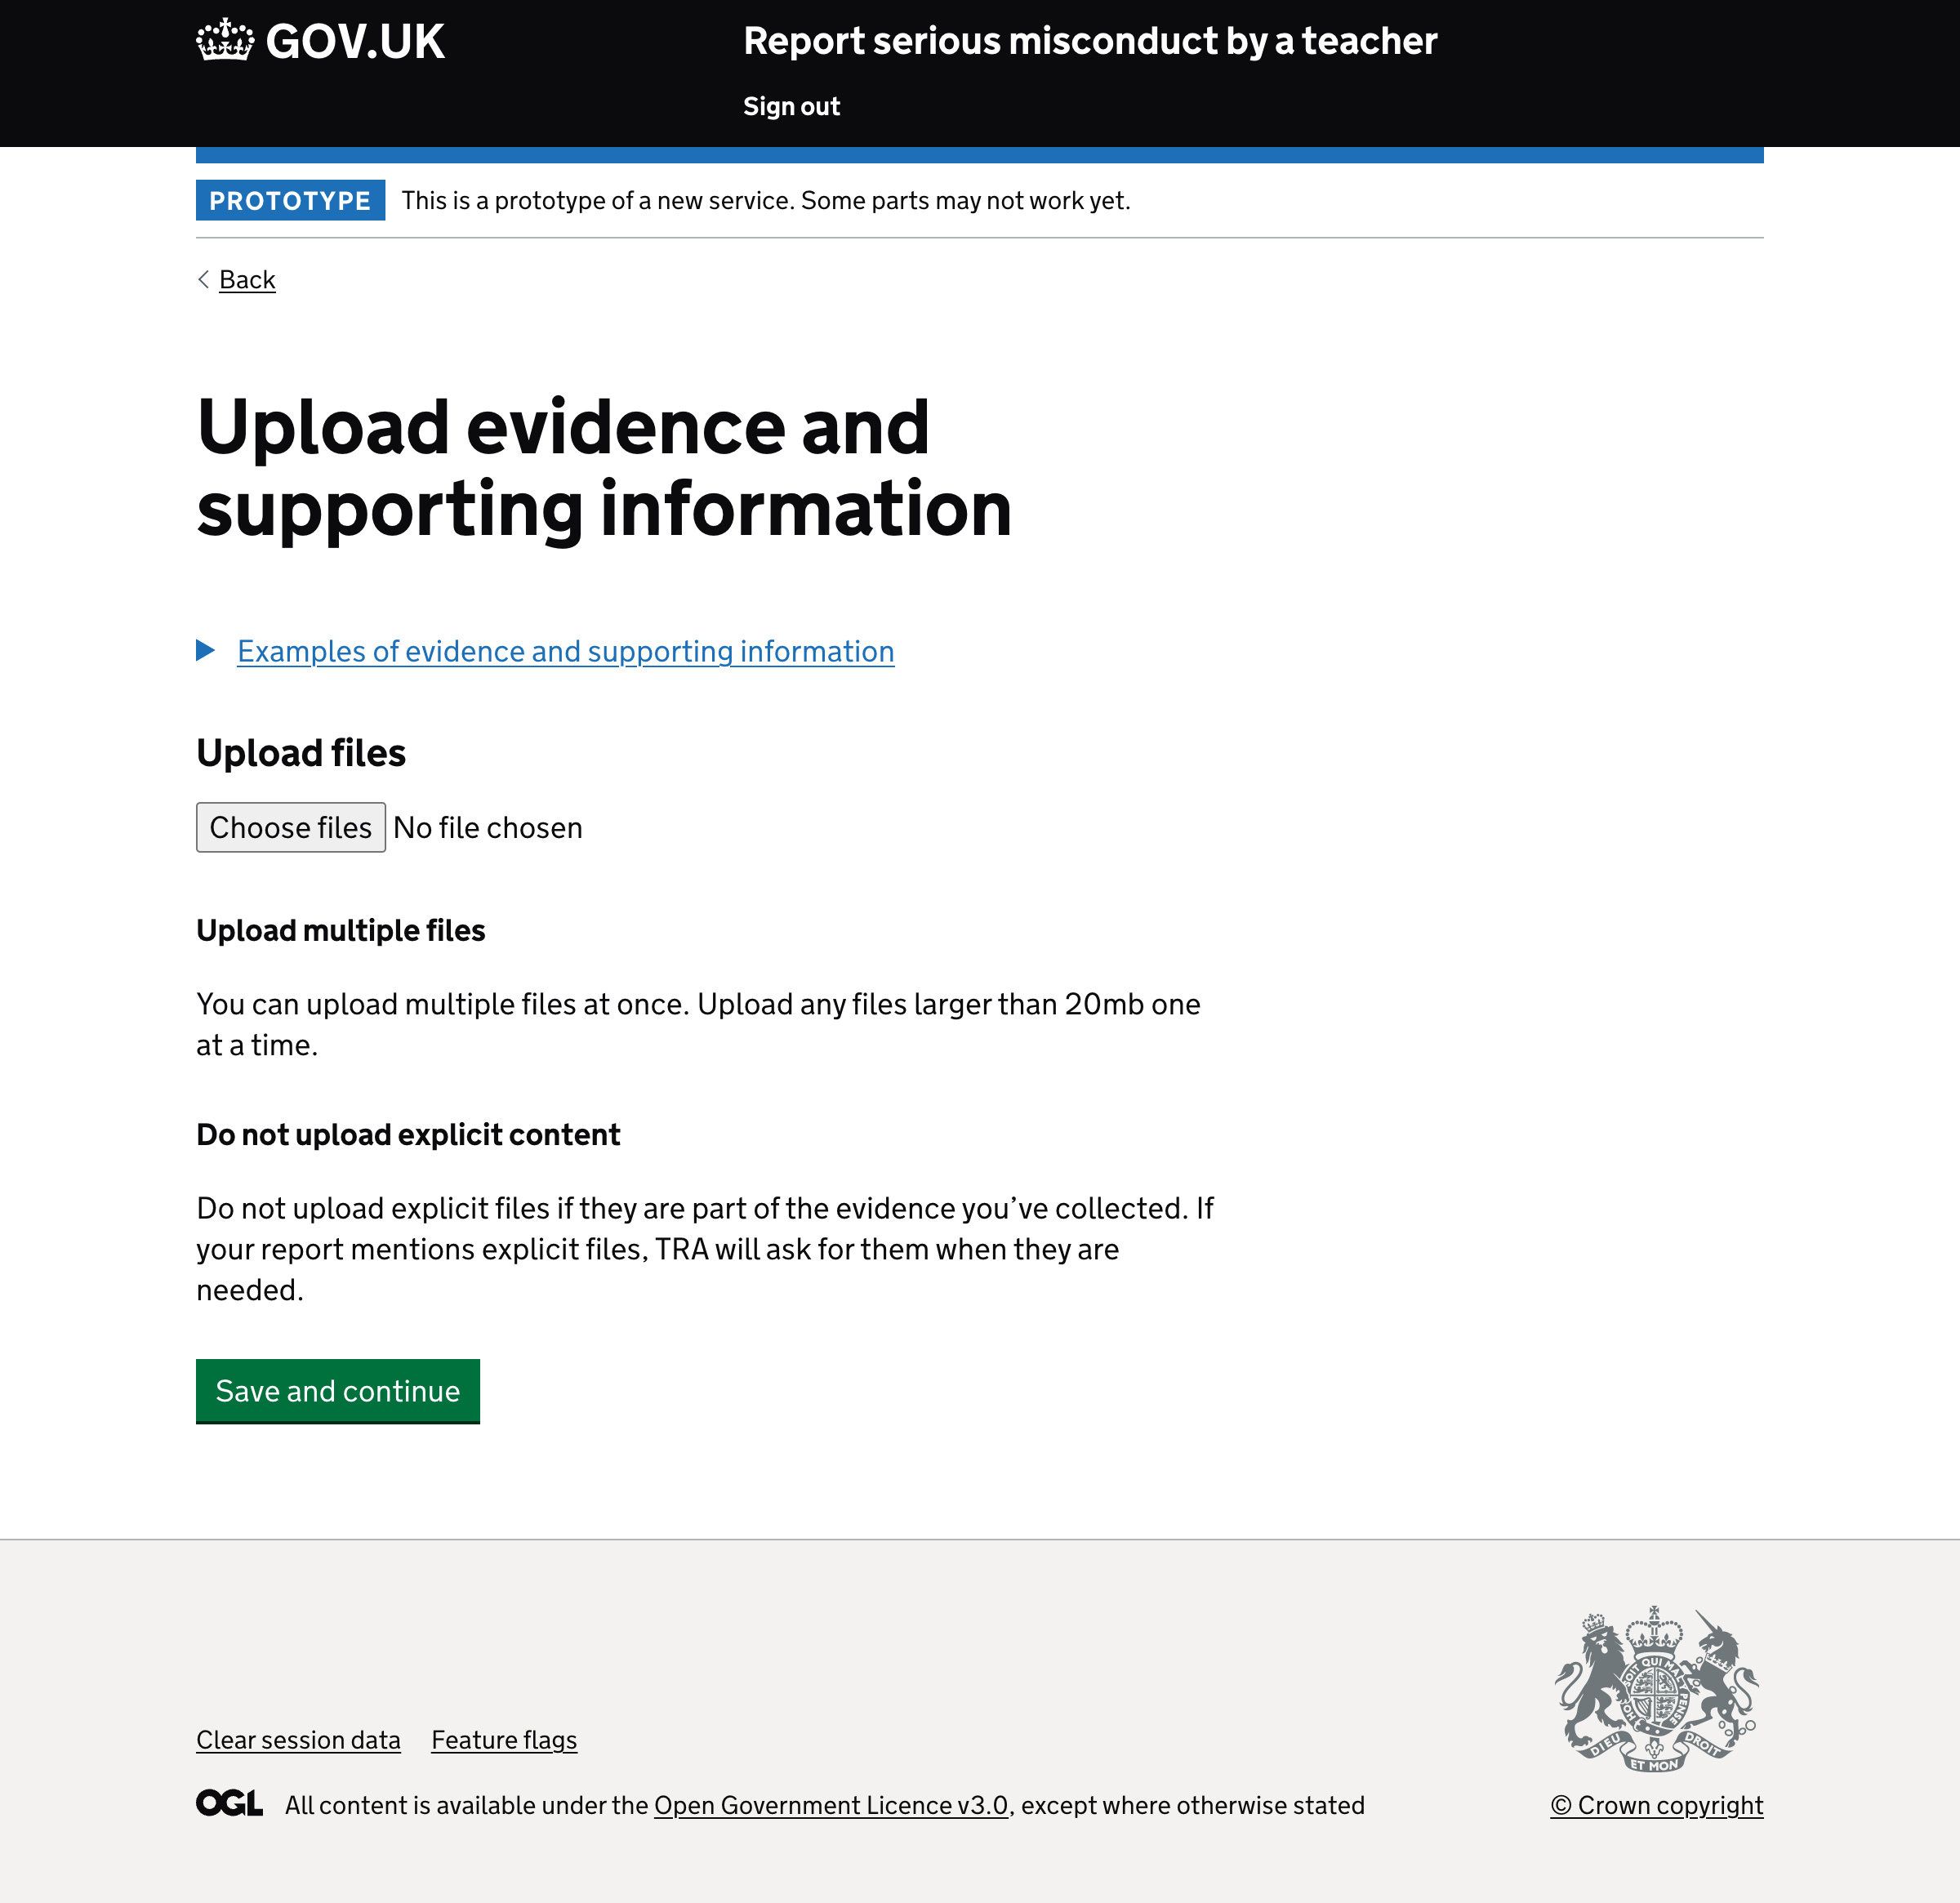 GOV.UK
Report serious misconduct by a teacher
Sign out
PROTOTYPE This is a prototype of a new service. Some parts may not work yet.
Back
Upload evidence and
supporting information
Examples of evidence and supporting information
Upload files
Choose files No file chosen
Upload multiple files
You can upload multiple files at once. Upload any files larger than 20mb one
at a time.
Do not upload explicit content
Do not upload explicit files if they are part of the evidence you’ve collected. If
your report mentions explicit files, TRA will ask for them when they are
needed.
Save and continue
Clear session data Feature flags
OGL All content is available under the Open Government Licence v3.0, except where otherwise stated
DIEU ET MON DROIT
© Crown copyright